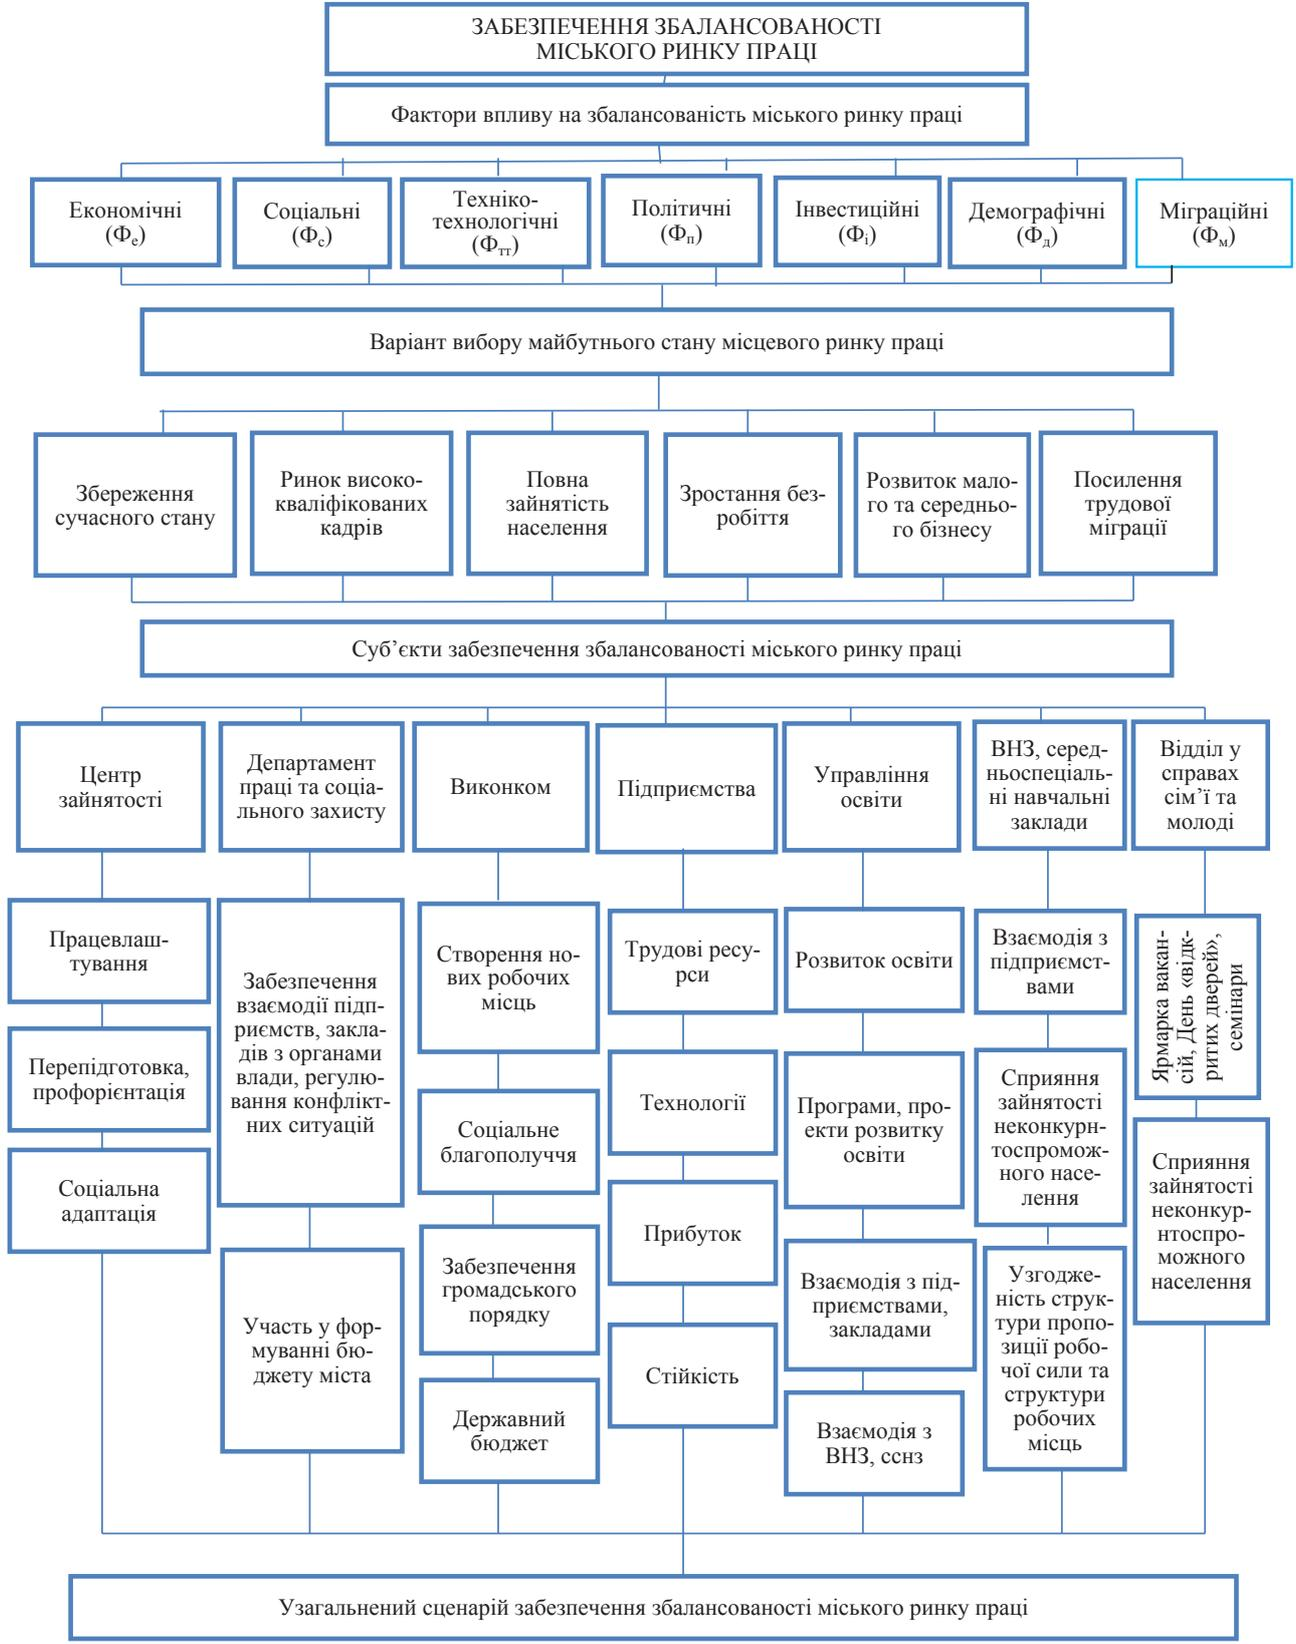 ЗАБЕЗПЕЧЕННЯ ЗБАЛАНСОВАНОСТІ
МІСЬКОГО РИНКУ ПРАЦІ
Фактори впливу на збалансованість міського ринку праці
Економічні
(Фе)
Соціальні
(Фс)
Техніко-
технологічні
(Фтт)
Політичні
(Фп)
Інвестиційні
(Фі)
Демографічні
(Фд)
Міграційні
(Фм)
Варіант вибору майбутнього стану місцевого ринку праці
Збереження
сучасного стану
Ринок високо-
кваліфікованих
кадрів
Повна
зайнятість
населення
Зростання без-
робіття
Розвиток мало-
го та середньо-
го бізнесу
Посилення
трудової
міграції
Суб’єкти забезпечення збалансованості міського ринку праці
Центр
зайнятості
Департамент
праці та соціа-
льного захисту
Виконком
Підприємства
Управління
освіти
ВНЗ, серед-
ньоспеціаль-
ні навчальні
заклади
Відділ у
справах
сім’ї та
молоді
Працевлаш-
тування
Перепідготовка,
профорієнтація
Соціальна
адаптація
Забезпечення
взаємодії підп-
риємств, закла-
дів з органами
влади, регулю-
вання конфлікт-
них ситуацій
Участь у фор-
муванні бю-
джету міста
Створення но-
вих робочих
місць
Соціальне
благополуччя
Забезпечення
громадського
порядку
Державний
бюджет
Трудові ресу-
рси
Технології
Прибуток
Стійкість
Розвиток освіти
Програми, про-
екти розвитку
освіти
Взаємодія з під-
приємствами,
закладами
Взаємодія з
ВНЗ, сснз
Взаємодія з
підприємст-
вами
Сприяння
зайнятості
неконкурн-
тоспромож-
ного насе-
лення
Узгодже-
ність струк-
тури пропо-
зиції робо-
чої сили та
структури
робочих
місць
Ярмарка вакан-
сій, День «відк-
ритих дверей»,
семінари
Сприяння
зайнятості
неконкур-
нтоспро-
можного
населення
Узагальнений сценарій забезпечення збалансованості міського ринку праці